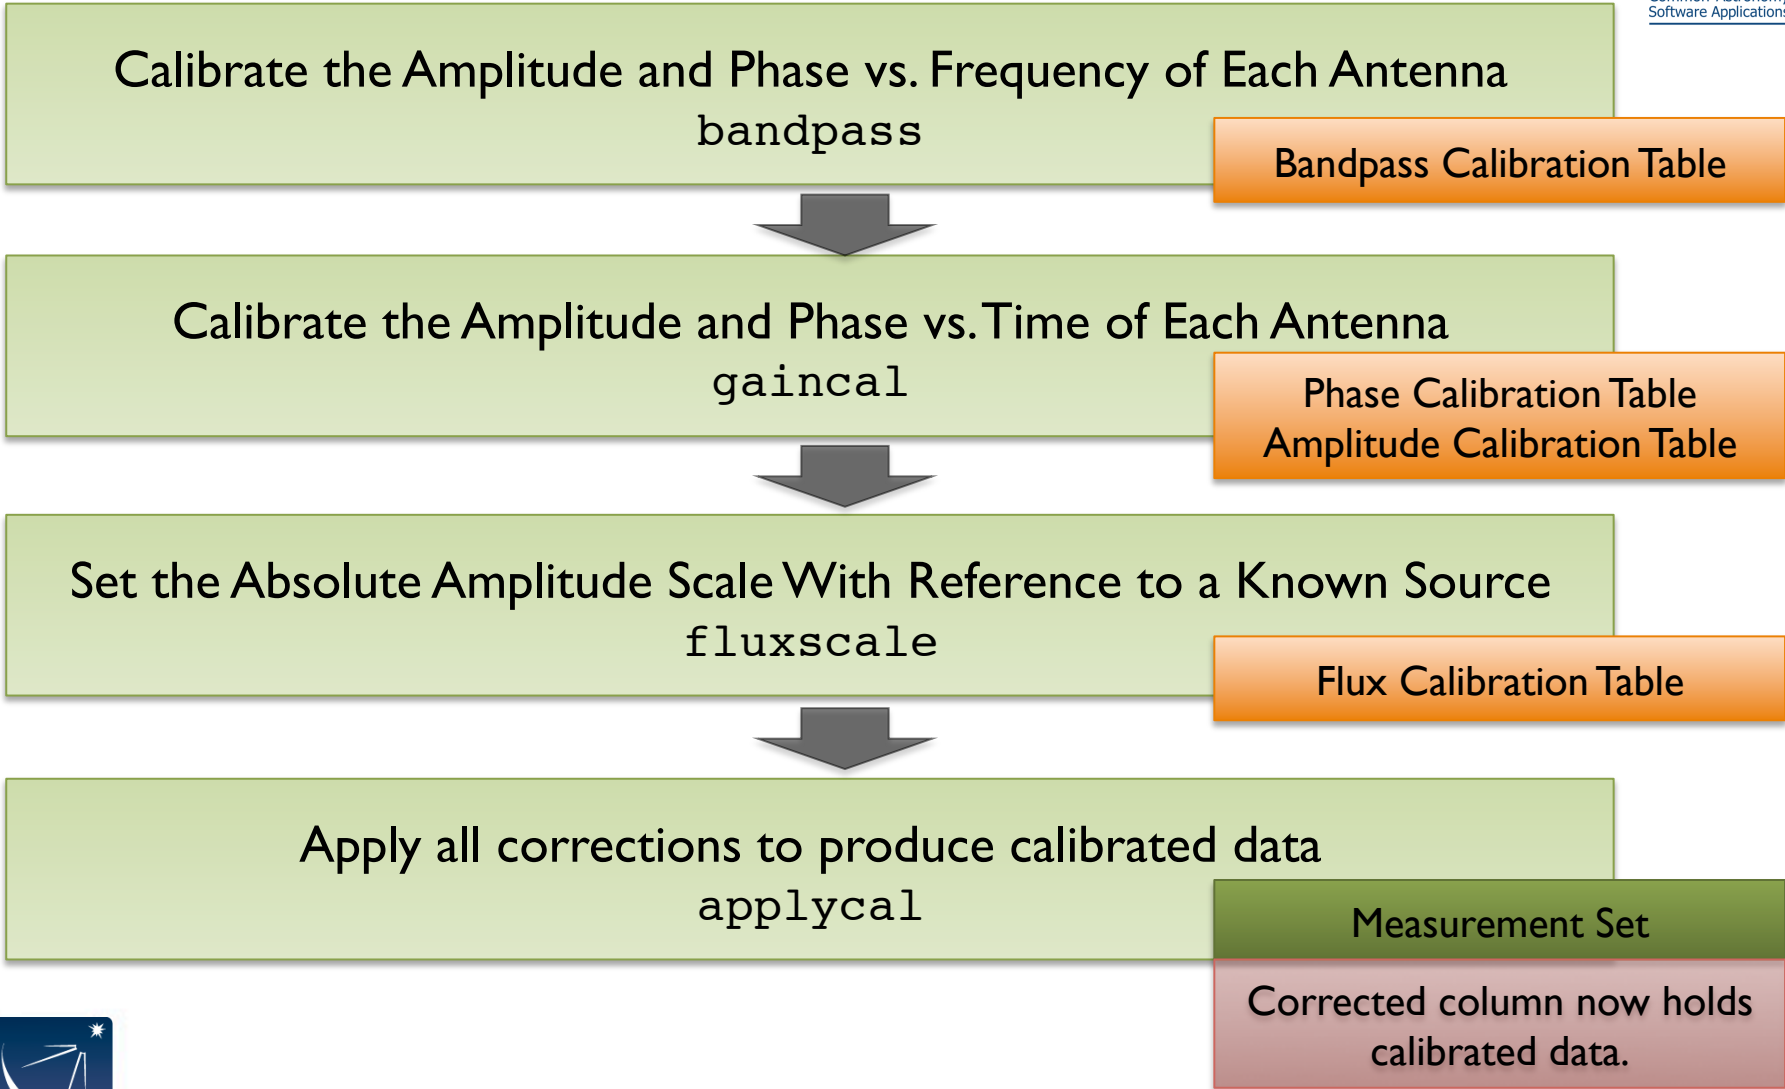 Software Applications
Calibrate the Amplitude and Phase vs. Frequency of Each Antenna
bandpass
Bandpass Calibration Table
Calibrate the Amplitude and Phase vs. Time of Each Antenna
gaincal
Phase Calibration Table
Amplitude Calibration Table
Set the Absolute Amplitude Scale With Reference to a Known Source
fluxscale
Flux Calibration Table
Apply all corrections to produce calibrated data
applycal
Measurement Set
Corrected column now holds
calibrated data.